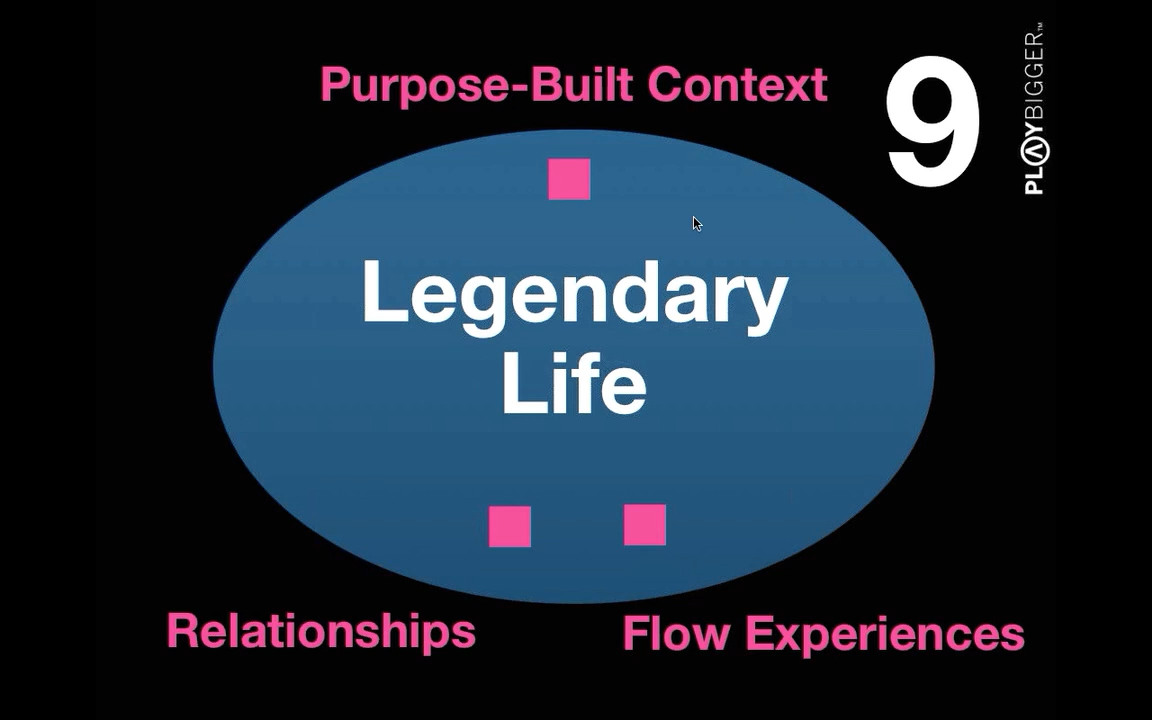 Purpose-Built Context
9
PLAYBIGGER™
Legendary
Life
Relationships
Flow Experiences